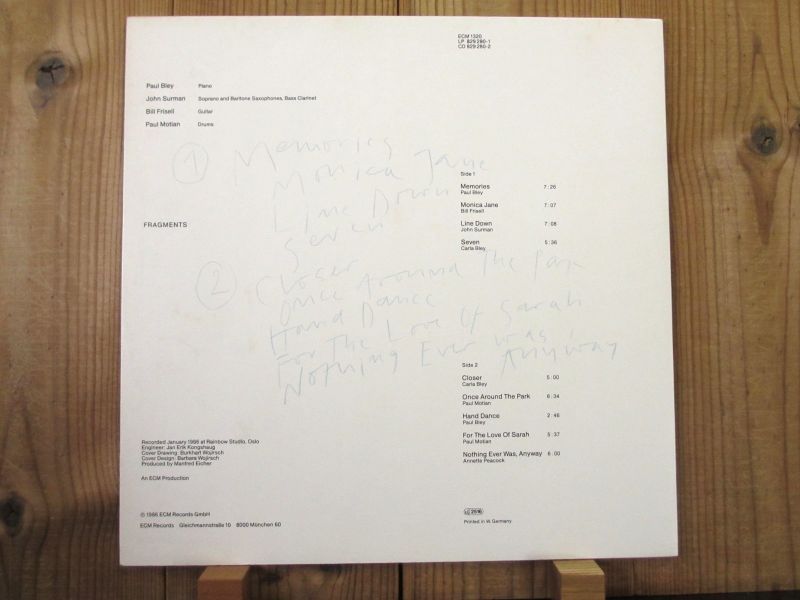 ECM 1320
LP 829 280-1
CD 829 280-2
Paul Bley Piano
John Surman Soprano and Baritone Saxophones, Bass Clarinet
Bill Frisell Guitar
Paul Motian Drums
1 Memories
Monica Jane
Line Down
Seven
2 Closer
Once Around The Park
Hand Dance
For The Love Of Sarah
Nothing Ever was
Anyway
FRAGMENTS
Side 1
Memories 7:26
Paul Bley
Monica Jane 7:07
Bill Frisell
Line Down 7:08
John Surman
Seven 5:36
Carla Bley
Side 2
Closer 5:00
Carla Bley
Once Around The Park 6:34
Paul Motian
Hand Dance 2:46
Paul Bley
For The Love Of Sarah 5:37
Paul Motian
Nothing Ever Was, Anyway 6:00
Annette Peacock
Recorded January 1986 at Rainbow Studio, Oslo
Engineer: Jan Erik Kongshaug
Cover Drawing: Burkhart Wojirsch
Cover Design: Barbara Wojirsch
Produced by Manfred Eicher
An ECM Production
© 1986 ECM Records GmbH
ECM Records Gleichmannstraße 10 8000 München 60
Printed in W. Germany